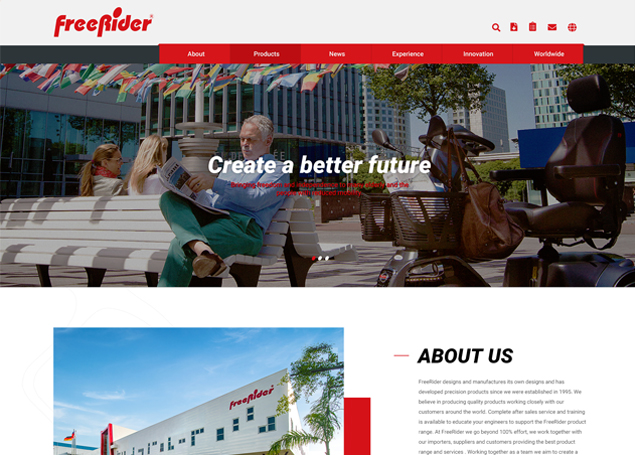 FreeRider
About Products News Experience Innovation Worldwide
Create a better future
FreeRider
ABOUT US
FreeRider designs and manufactures its own designs and has
developed precision products since we were established in 1995. We
believe in producing quality products working closely with our
customers around the world. Complete after sales service and training
is available to educate your engineers to support the FreeRider product
range. At FreeRider we go beyond 100% effort, we work together with
our importers, suppliers and customers providing the best product
range and services . Working together as a team we aim to create a